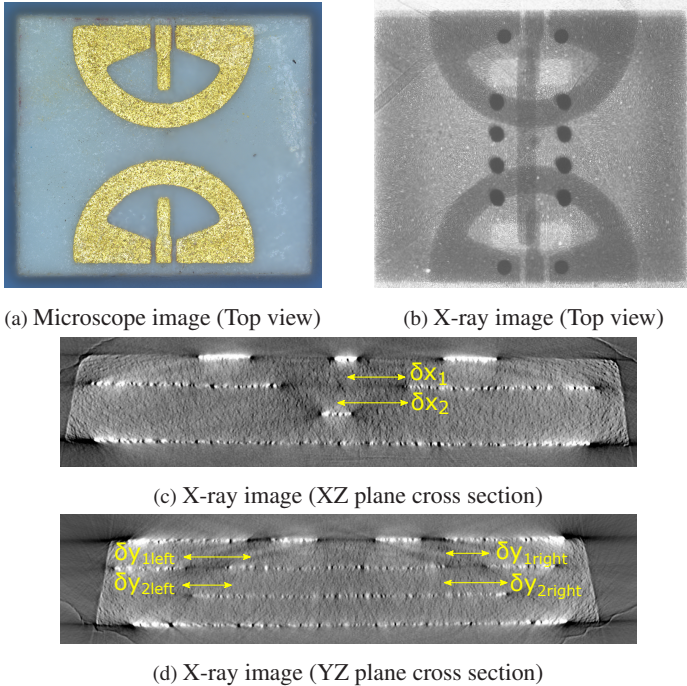 (a) Microscope image (Top view)
(b) X-ray image (Top view)
δx1
δx2
(c) X-ray image (XZ plane cross section)
δy1left
δy1right
δy2left
δy2right
(d) X-ray image (YZ plane cross section)